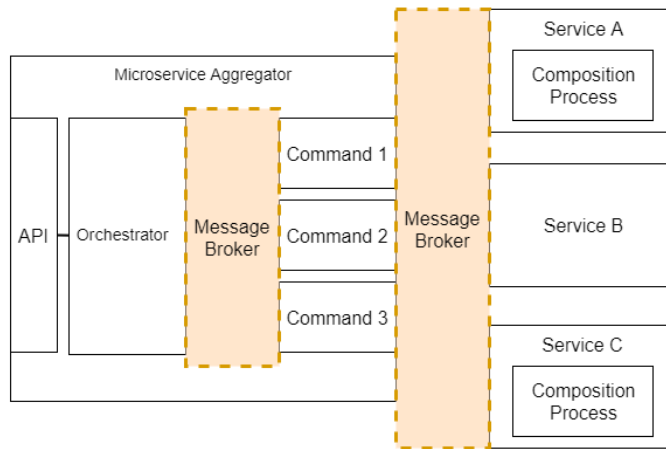 Service A
Composition
Process
Microservice Aggregator
API
Orchestrator
Message
Broker
Command 1
Command 2
Command 3
Message
Broker
Service B
Service C
Composition
Process